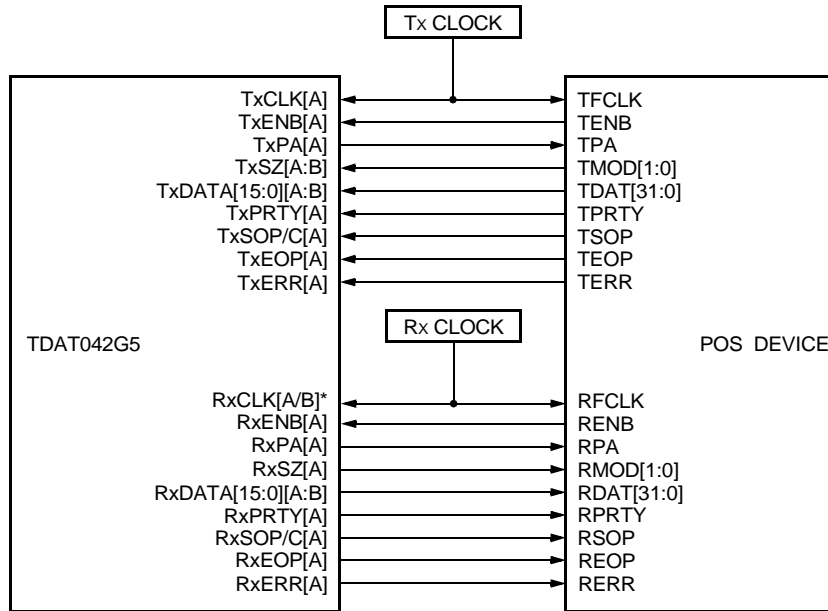 Tx CLOCK
TxCLK[A] TFCLK
TxENB[A] TENB
TxPA[A] TPA
TxSZ[A:B] TMOD[1:0]
TxDATA[15:0][A:B] TDAT[31:0]
TxPRTY[A] TPRTY
TxSOP/C[A] TSOP
TxEOP[A] TEOP
TxERR[A] TERR
Rx CLOCK
TDAT042G5 POS DEVICE
RxCLK[A/B]* RFCLK
RxENB[A] RENB
RxPA[A] RPA
RxSZ[A] RMOD[1:0]
RxDATA[15:0][A:B] RDAT[31:0]
RxPRTY[A] RPRTY
RxSOP/C[A] RSOP
RxEOP[A] REOP
RxERR[A] RERR